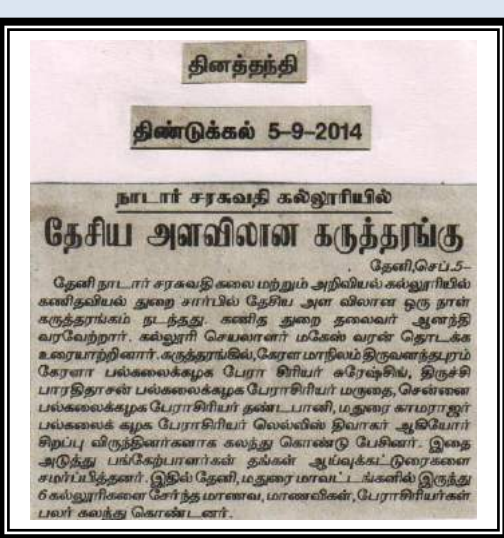 தினத்தந்தி
திண்டுக்கல் 5-9-2014
நாடார் சரசுவதி கல்லூரியில்
தேசிய அளவிலான கருத்தரங்கு
தேனி,செப்.5–
தேனி நாடார் சரசுவதி கலை மற்றும் அறிவியல் கல்லூரியில்
கணிதவியல் துறை சார்பில் தேசிய அள விலான ஒரு நாள்
கருத்தரங்கம் நடந்தது. கணித துறை தலைவர் ஆனந்தி
வரவேற்றார். கல்லூரி செயலாளர் மகேஸ் வரன் தொடக்க
உரையாற்றினார். கருத்தரங்கில், கேரள மாநிலம் திருவனந்தபுரம்
கேரளா பல்கலைக்கழக பேரா சிரியர் சுரேஷ்சிங், திருச்சி
பாரதிதாசன் பல்கலைக்கழக பேராசிரியர் மருதை, சென்னை
பல்கலைக்கழக பேராசிரியர் தண்டபாணி, மதுரை காமராஜர்
பல்கலைக் கழக பேராசிரியர் லெல்லிஸ் திவாகர் ஆகியோர்
சிறப்பு விருந்தினர்களாக கலந்து கொண்டு பேசினர். இதை
அடுத்து பங்கேற்பாளர்கள் தங்கள் ஆய்வுக்கட்டுரைகளை
சமர்ப்பித்தனர். இதில் தேனி, மதுரை மாவட்டங்களில் இருந்து
6 கல்லூரிகளை சேர்ந்த மாணவ, மாணவிகள், பேராசிரியர்கள்
பலர் கலந்து கொண்டனர்.